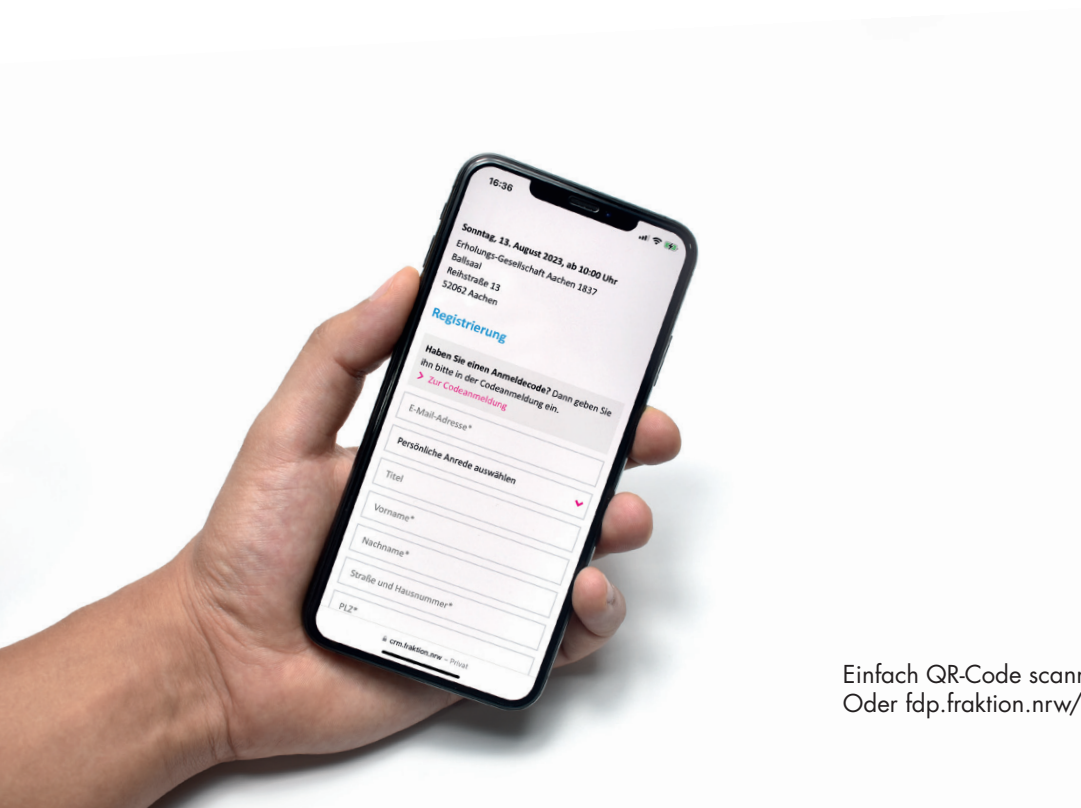 16:36
Sonntag, 13. August 2023, ab 10:00 Uhr
Erholungs-Gesellschaft Aachen 1837
Ballsaal
Reihstraße 13
52062 Aachen
Registrierung
Haben Sie einen Anmeldecode? Dann geben Sie
ihn bitte in der Codeanmeldung ein.
Zur Codeanmeldung
E-Mail-Adresse*
Persönliche Anrede auswählen
Titel
Vorname*
Nachname*
Straße und Hausnummer*
PLZ*
crm.fraktion.nrw – Privat
Einfach QR-Code scann
Oder fdp.fraktion.nrw/